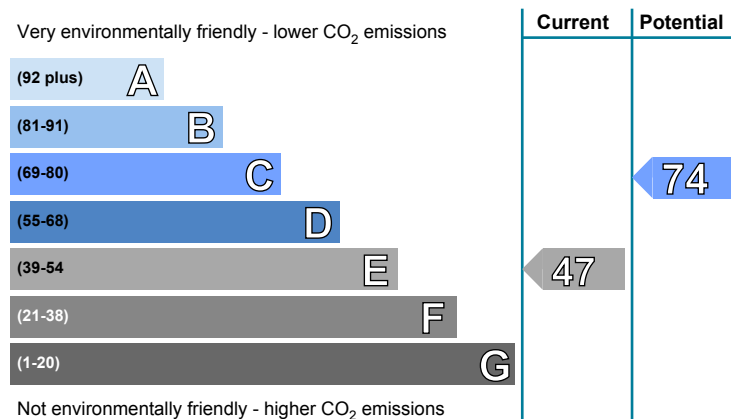 Current Potential
Very environmentally friendly - lower CO₂ emissions
(92 plus) A
(81-91) B
(69-80) C
74
(55-68) D
(39-54 E
47
(21-38) F
(1-20) G
Not environmentally friendly - higher CO₂ emissions